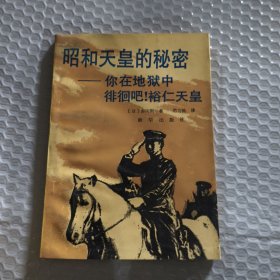 昭和天皇的秘密
——你在地狱中
徘徊吧！裕仁天皇
新华出版社